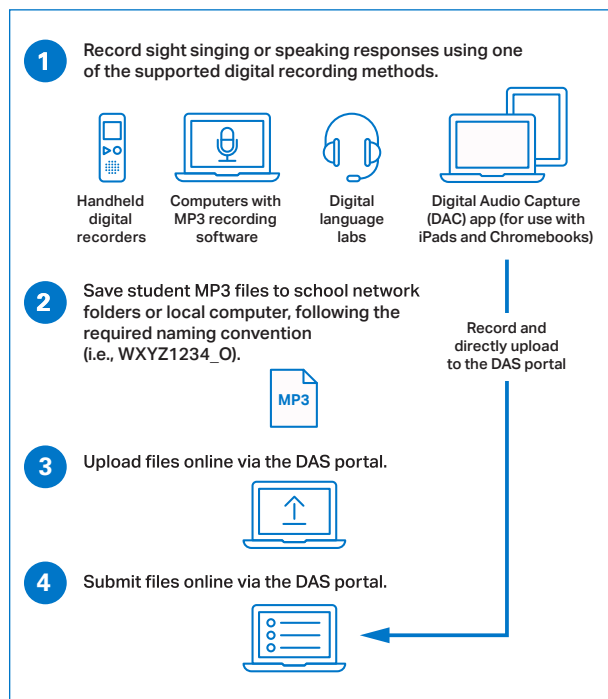 1
Record sight singing or speaking responses using one
of the supported digital recording methods.
Handheld
digital
recorders
Computers with
MP3 recording
software
Digital
language
labs
Digital Audio Capture
(DAC) app (for use with
iPads and Chromebooks)
2
Save student MP3 files to school network
folders or local computer, following the
required naming convention
(i.e., WXYZ1234_O).
MP3
Record and
directly upload
to the DAS portal
3
Upload files online via the DAS portal.
4
Submit files online via the DAS portal.